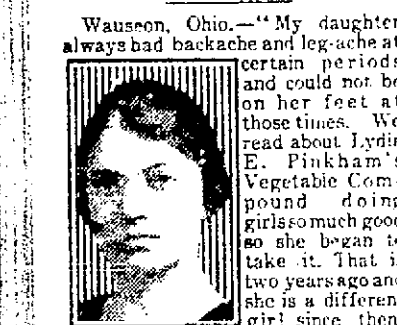 Wauseon, Ohio.—"My daughter
always had backache and leg-ache at
certain periods
and could not be
on her feet at
those times. We
read about Lydia
E. Pinkham's
Vegetable Com-
pound doing
girls so much good
so she began to
take it. That i
two years ago and
she is a differen
girl since then